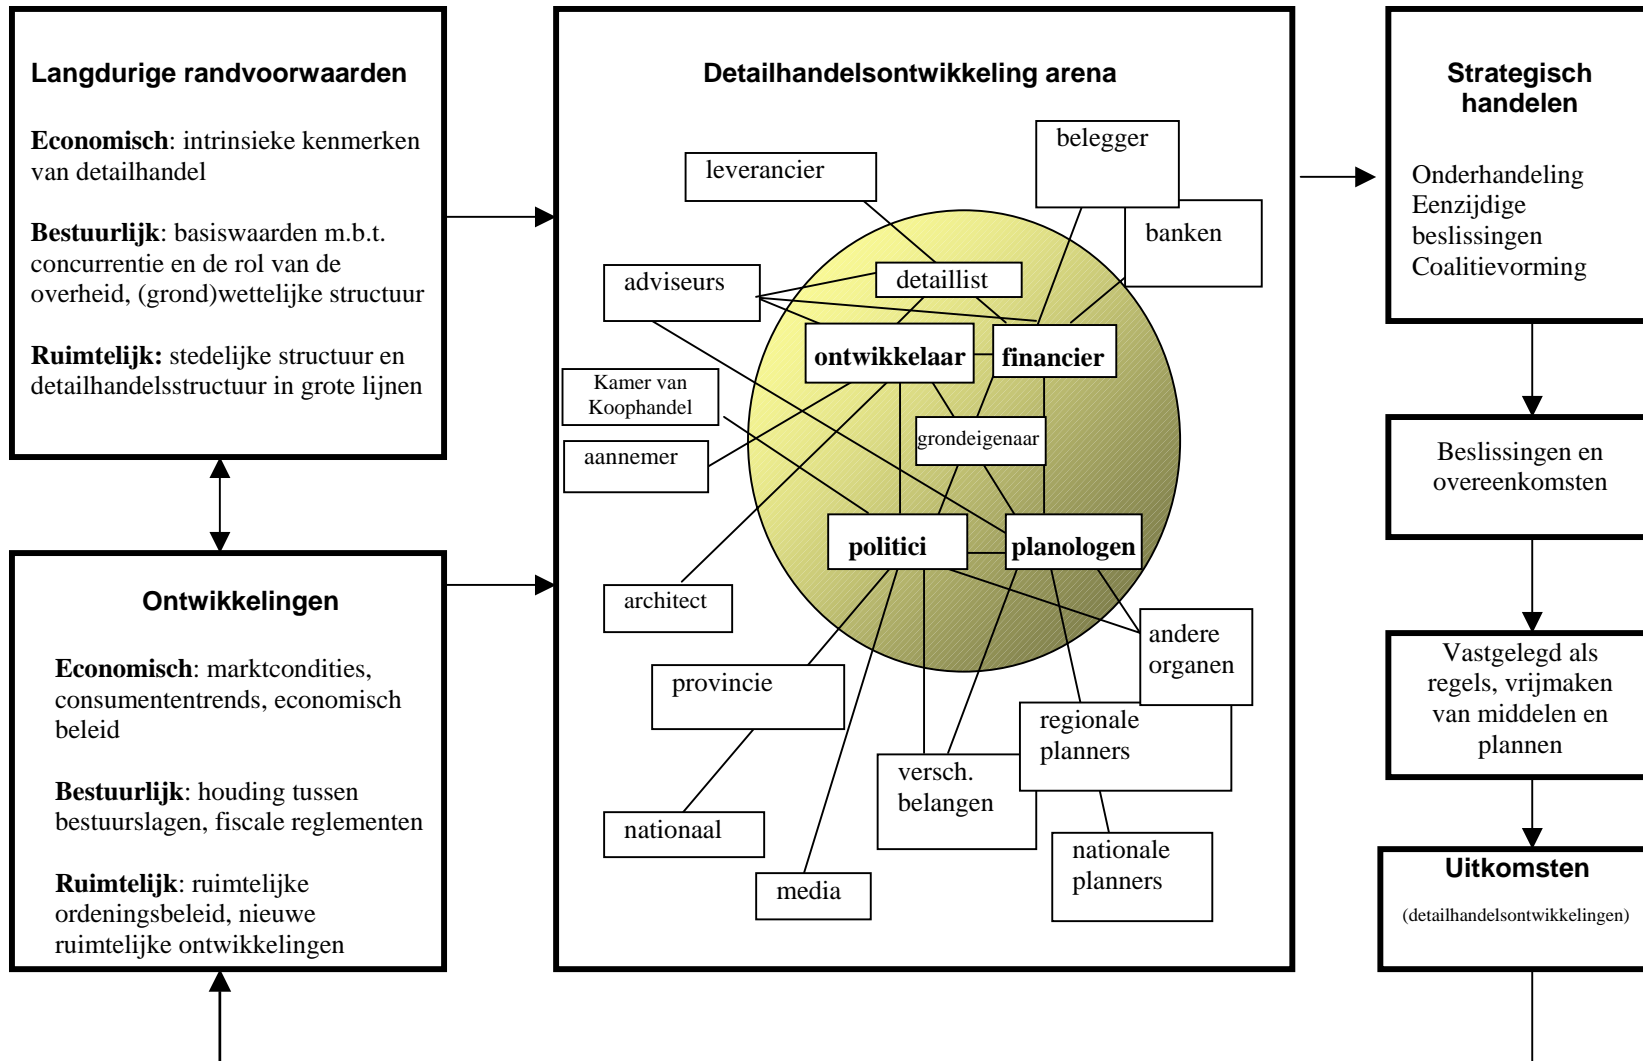 Langdurige randvoorwaarden
Economisch: intrinsieke kenmerken
van detailhandel
Bestuurlijk: basiswaarden m.b.t.
concurrentie en de rol van de
overheid, (grond)wettelijke structuur
Ruimtelijk: stedelijke structuur en
detailhandelsstructuur in grote lijnen
Ontwikkelingen
Economisch: marktcondities,
consumententrends, economisch
beleid
Bestuurlijk: houding tussen
bestuurslagen, fiscale reglementen
Ruimtelijk: ruimtelijke
ordeningsbeleid, nieuwe
ruimtelijke ontwikkelingen
Detailhandelsontwikkeling arena
belegger
leverancier
banken
adviseurs
detaillist
ontwikkelaar
financier
Kamer van
Koophandel
grondeigenaar
aannemer
politici
planologen
architect
andere
organen
provincie
regionale
planners
versch.
belangen
nationaal
nationale
planners
media
Strategisch
handelen
Onderhandeling
Eenzijdige
beslissingen
Coalitievorming
Beslissingen en
overeenkomsten
Vastgelegd als
regels, vrijmaken
van middelen en
plannen
Uitkomsten
(detailhandelsontwikkelingen)